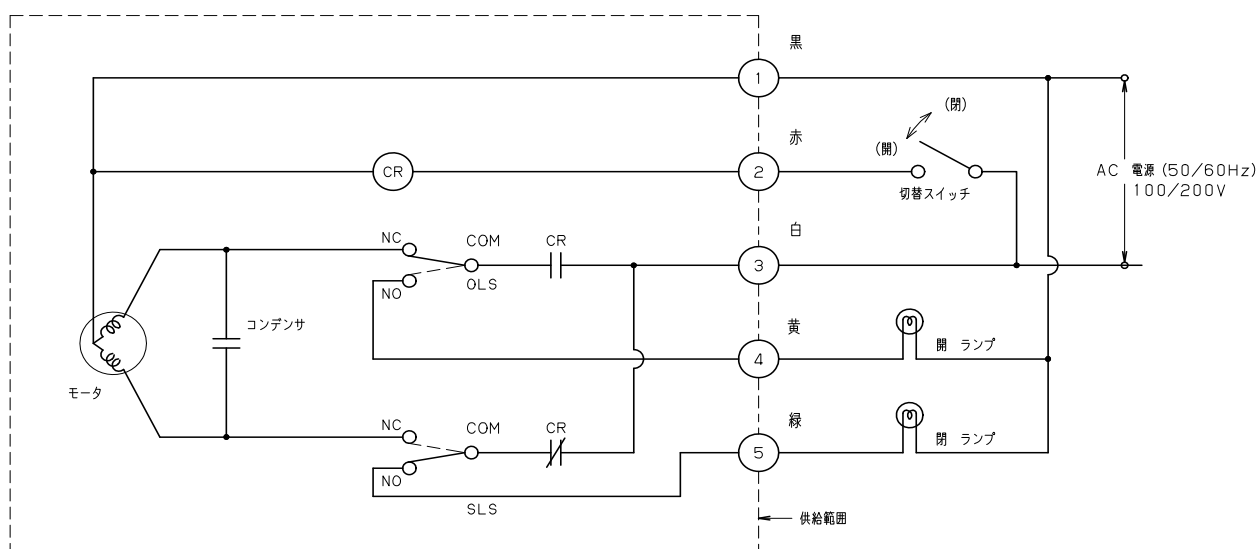 黒
1
(閉)
赤
(開)
CR
2
AC 電源(50/60Hz)
100/200V
切替スイッチ
白
NC
COM
CR
3
NO
OLS
コンデンサ
黄
4
開 ランプ
モータ
NC
COM
CR
緑
5
閉 ランプ
NO
SLS
供給範囲